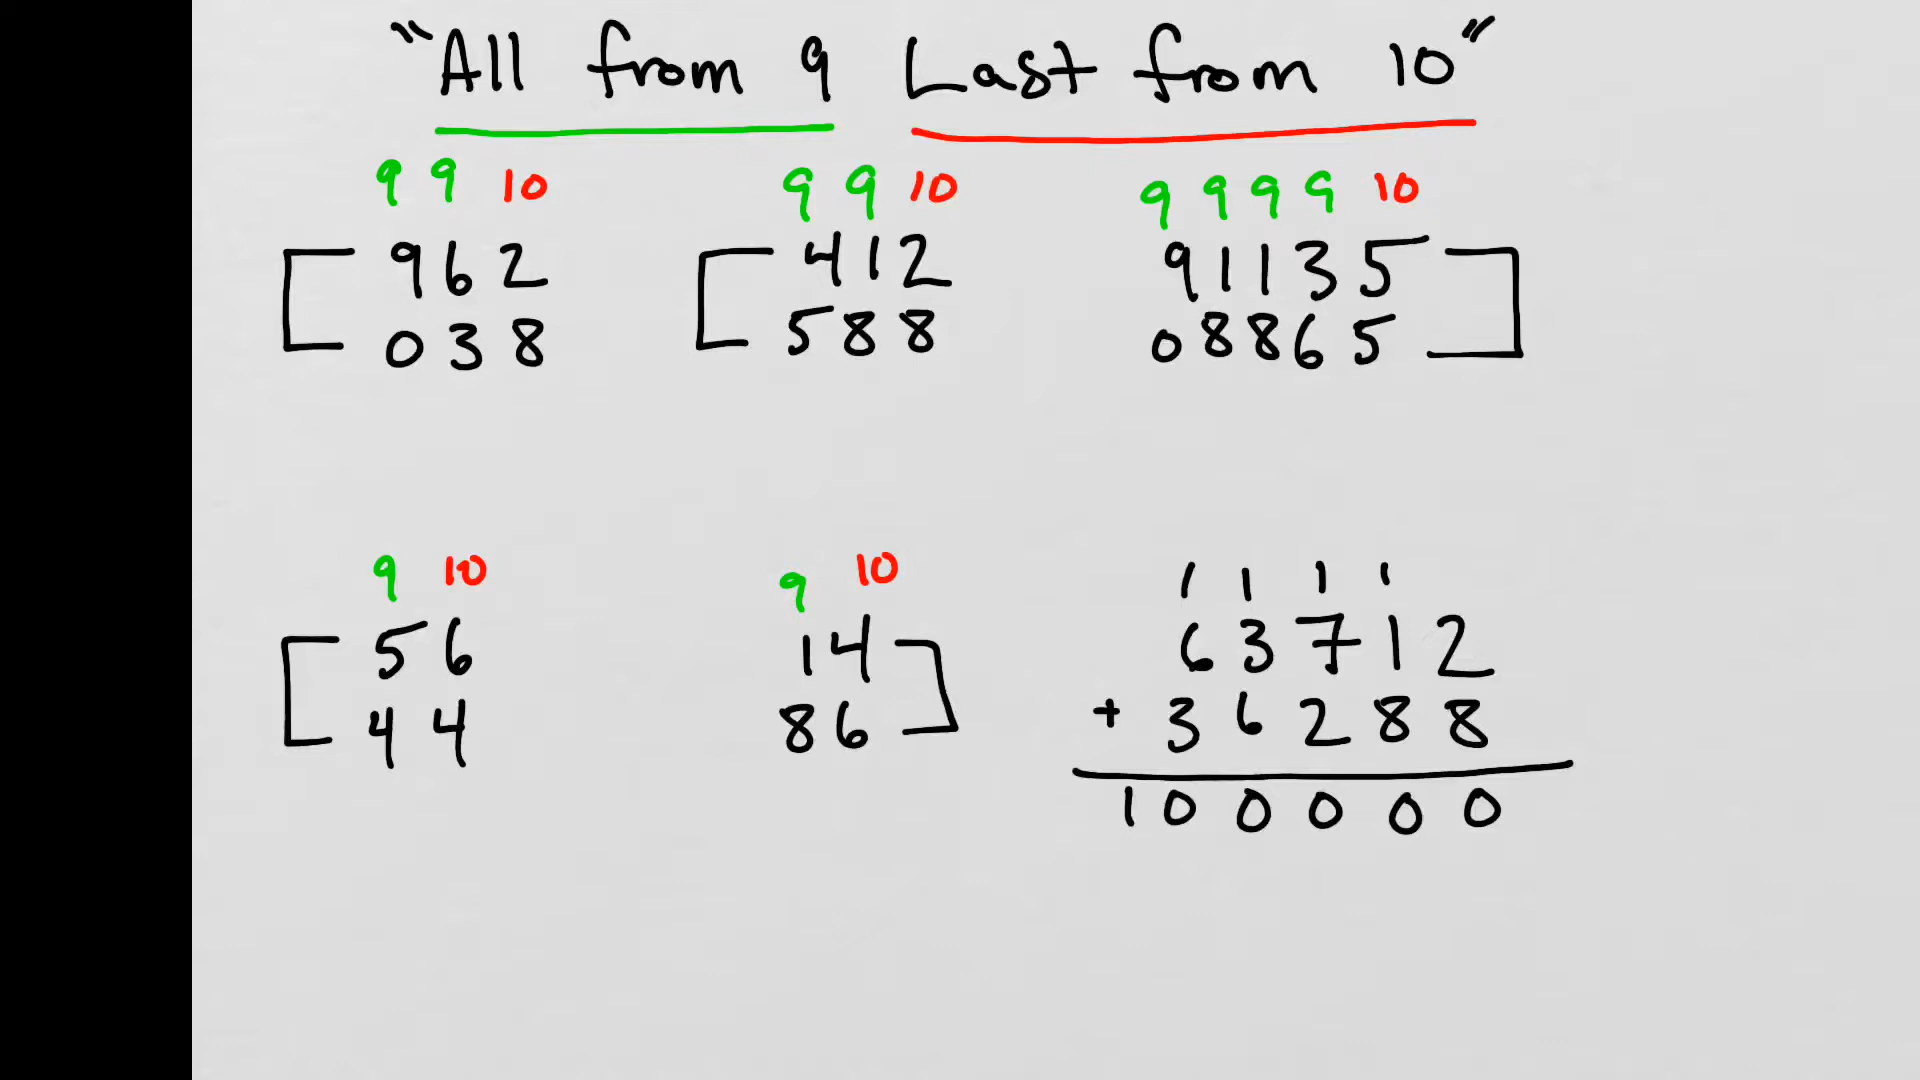 "All from 9 Last from 10"
9 9 10 9 9 10 9 9 9 9 10
962 412 91135
038 588 08865
9 10 9 10 1 1 1 1
56 14 63712
44 86 + 36288
100000